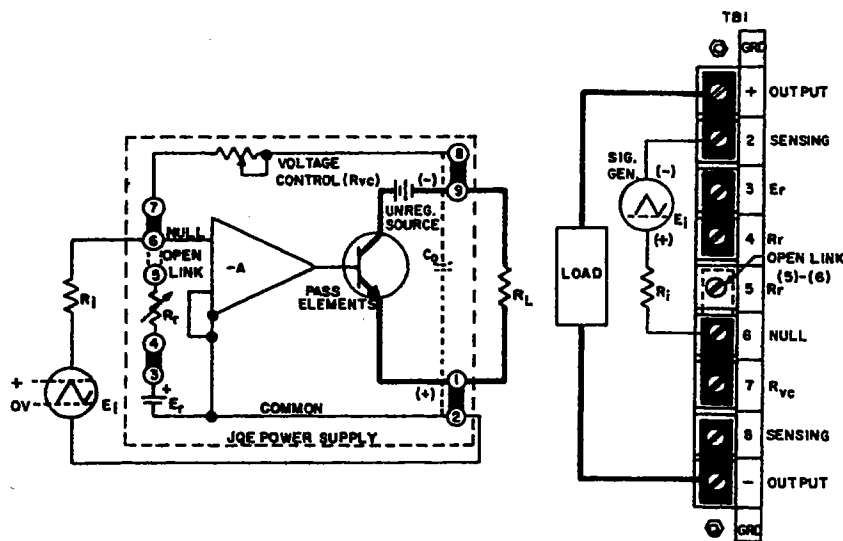 TB1
GRD
+ OUTPUT
2 SENSING
3 Er
4 Rr
OPEN LINK
(5)-(6)
5 Rr
6 NULL
7 Rvc
8 SENSING
- OUTPUT
GRD
SIG.
GEN.
(-)
Ei
(+)
Ri
LOAD
VOLTAGE
CONTROL (Rvc)
8
(-)
9
UNREG.
SOURCE
7
6
NULL
OPEN
LINK
5
-A
Co
PASS
ELEMENTS
RL
Ri
Rr
4
3
+
Er
1
(+)
2
COMMON
JQE POWER SUPPLY
+
0V
Ei